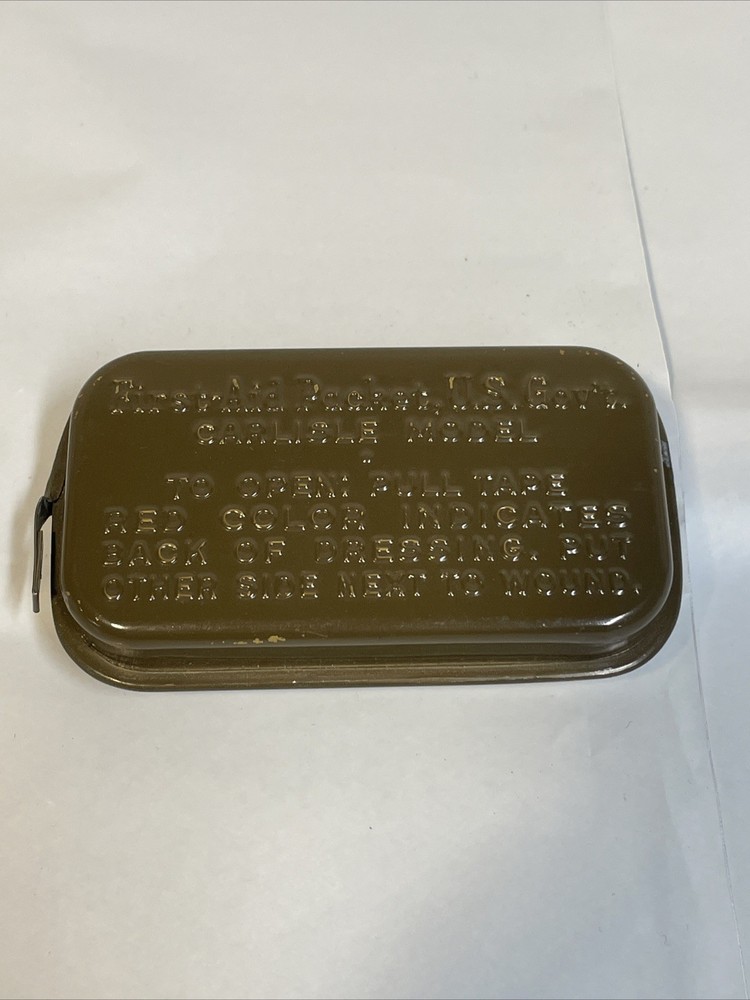 First-Aid Packet, U.S. Gov't.
CARLISLE MODEL
TO OPEN PULL TAPE
RED COLOR INDICATES
BACK OF DRESSING. PUT
OTHER SIDE NEXT TO WOUND.